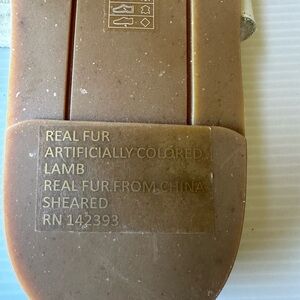 REAL FUR
ARTIFICIALLY COLORED
LAMB
REAL FUR FROM CHINA
SHEARED
RN 142393